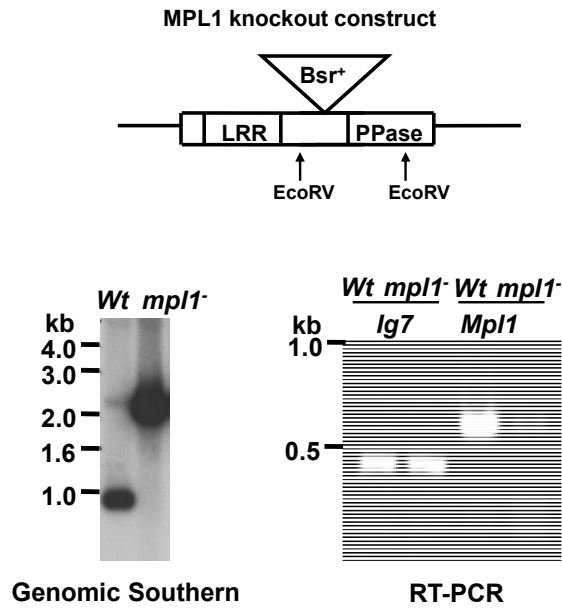 MPL1 knockout construct
Bsr+
LRR
PPase
EcoRV
EcoRV
Wt mpl1-
kb
4.0
3.0
2.0
1.6
1.0
Genomic Southern
Wt mpl1- Wt mpl1-
kb Ig7 Mpl1
1.0
0.5
RT-PCR